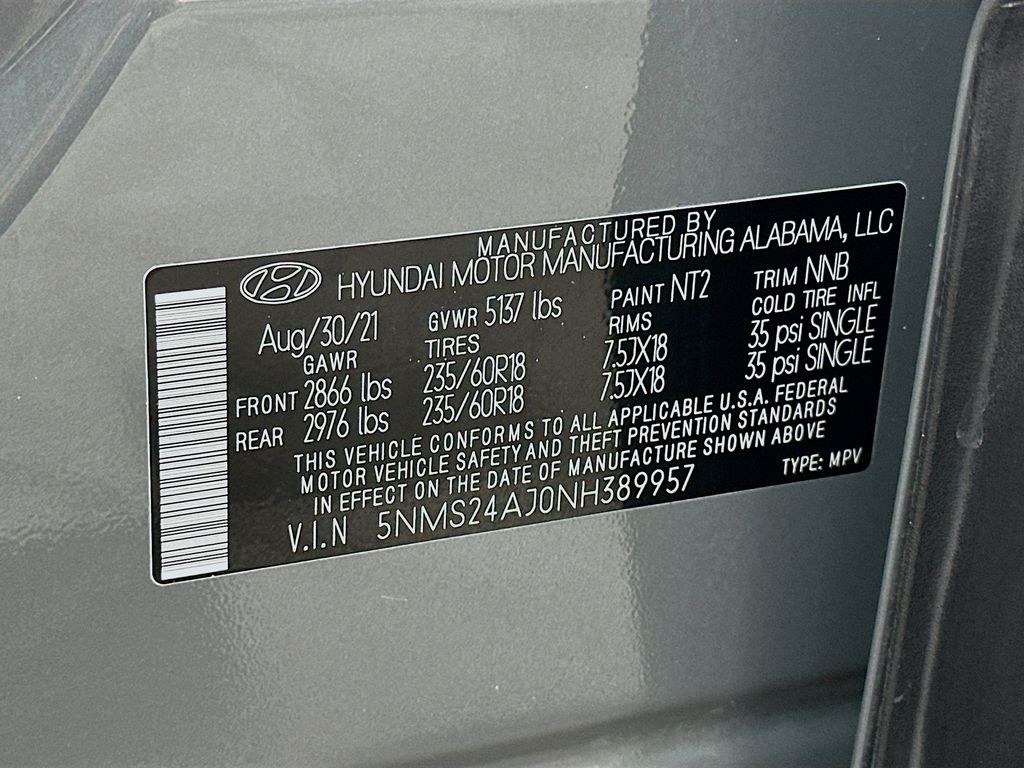 MANUFACTURED BY
HYUNDAI MOTOR MANUFACTURING ALABAMA, LLC
Aug/30/21 GVWR 5137 lbs PAINT NT2 TRIM NNB
GAWR TIRES RIMS COLD TIRE INFL
FRONT 2866 lbs 235/60R18 7.5JX18 35 psi SINGLE
REAR 2976 lbs 235/60R18 7.5JX18 35 psi SINGLE
THIS VEHICLE CONFORMS TO ALL APPLICABLE U.S.A. FEDERAL
MOTOR VEHICLE SAFETY AND THEFT PREVENTION STANDARDS
IN EFFECT ON THE DATE OF MANUFACTURE SHOWN ABOVE
V.I.N 5NMS24AJ0NH389957 TYPE: MPV